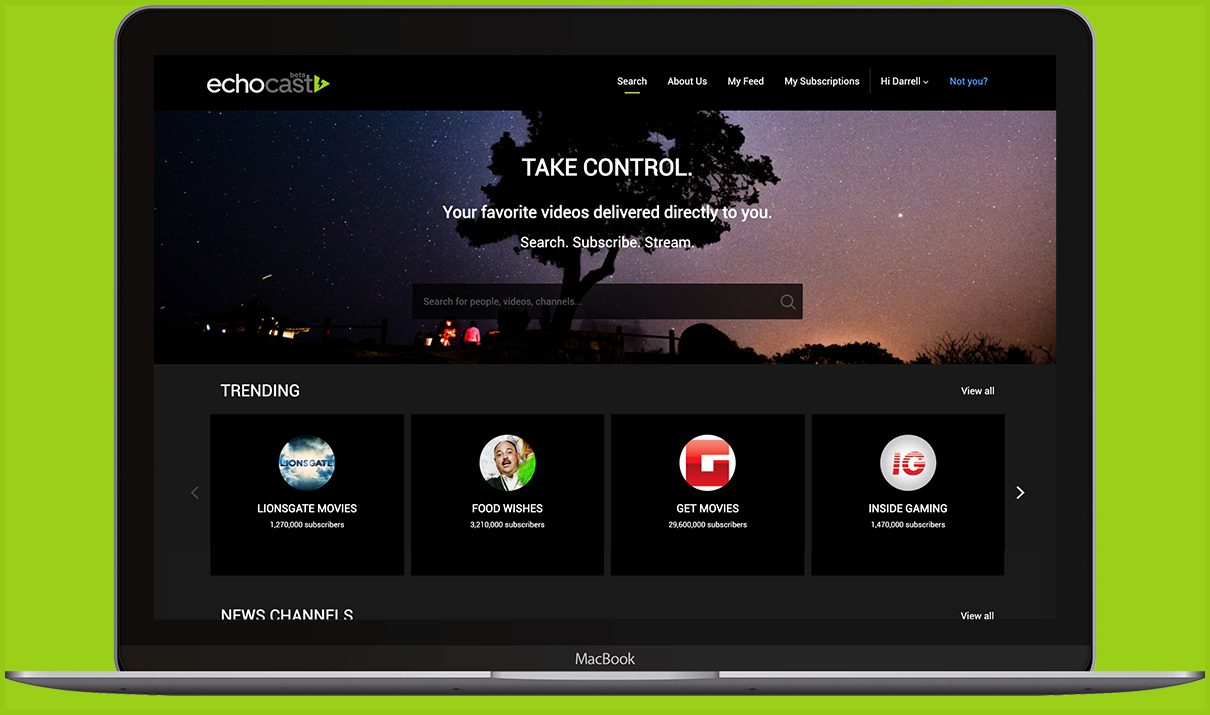 echocast
beta
Search
About Us
My Feed
My Subscriptions
Hi Darrell
Not you?
TAKE CONTROL.
Your favorite videos delivered directly to you.
Search. Subscribe. Stream.
Search for people, videos, channels...
TRENDING
View all
LIONSGATE
LIONSGATE MOVIES
1,270,000 subscribers
FOOD WISHES
3,210,000 subscribers
G
GET MOVIES
29,600,000 subscribers
IG
INSIDE GAMING
1,470,000 subscribers
NEWS CHANNELS
View all
MacBook